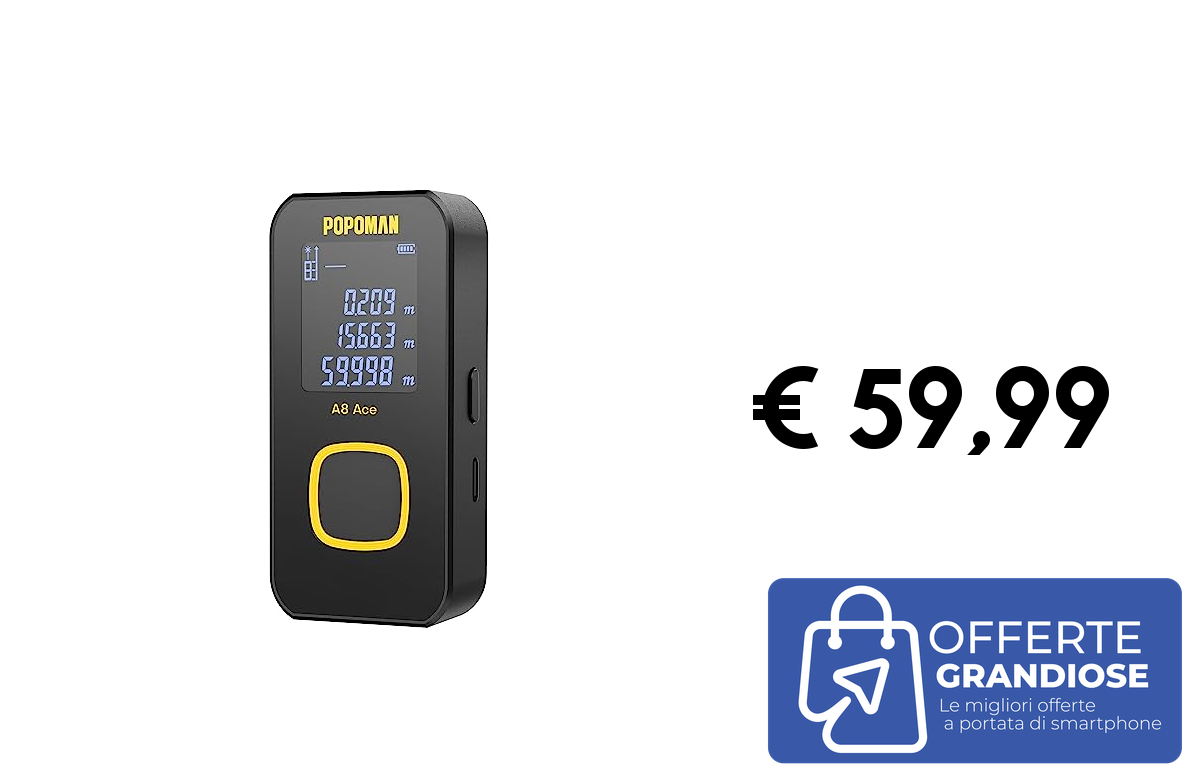 POPOMAN
0.209 m
15.663 m
59.998 m
A8 Ace
€ 59,99
OFFERTE
GRANDIOSE
Le migliori offerte
a portata di smartphone